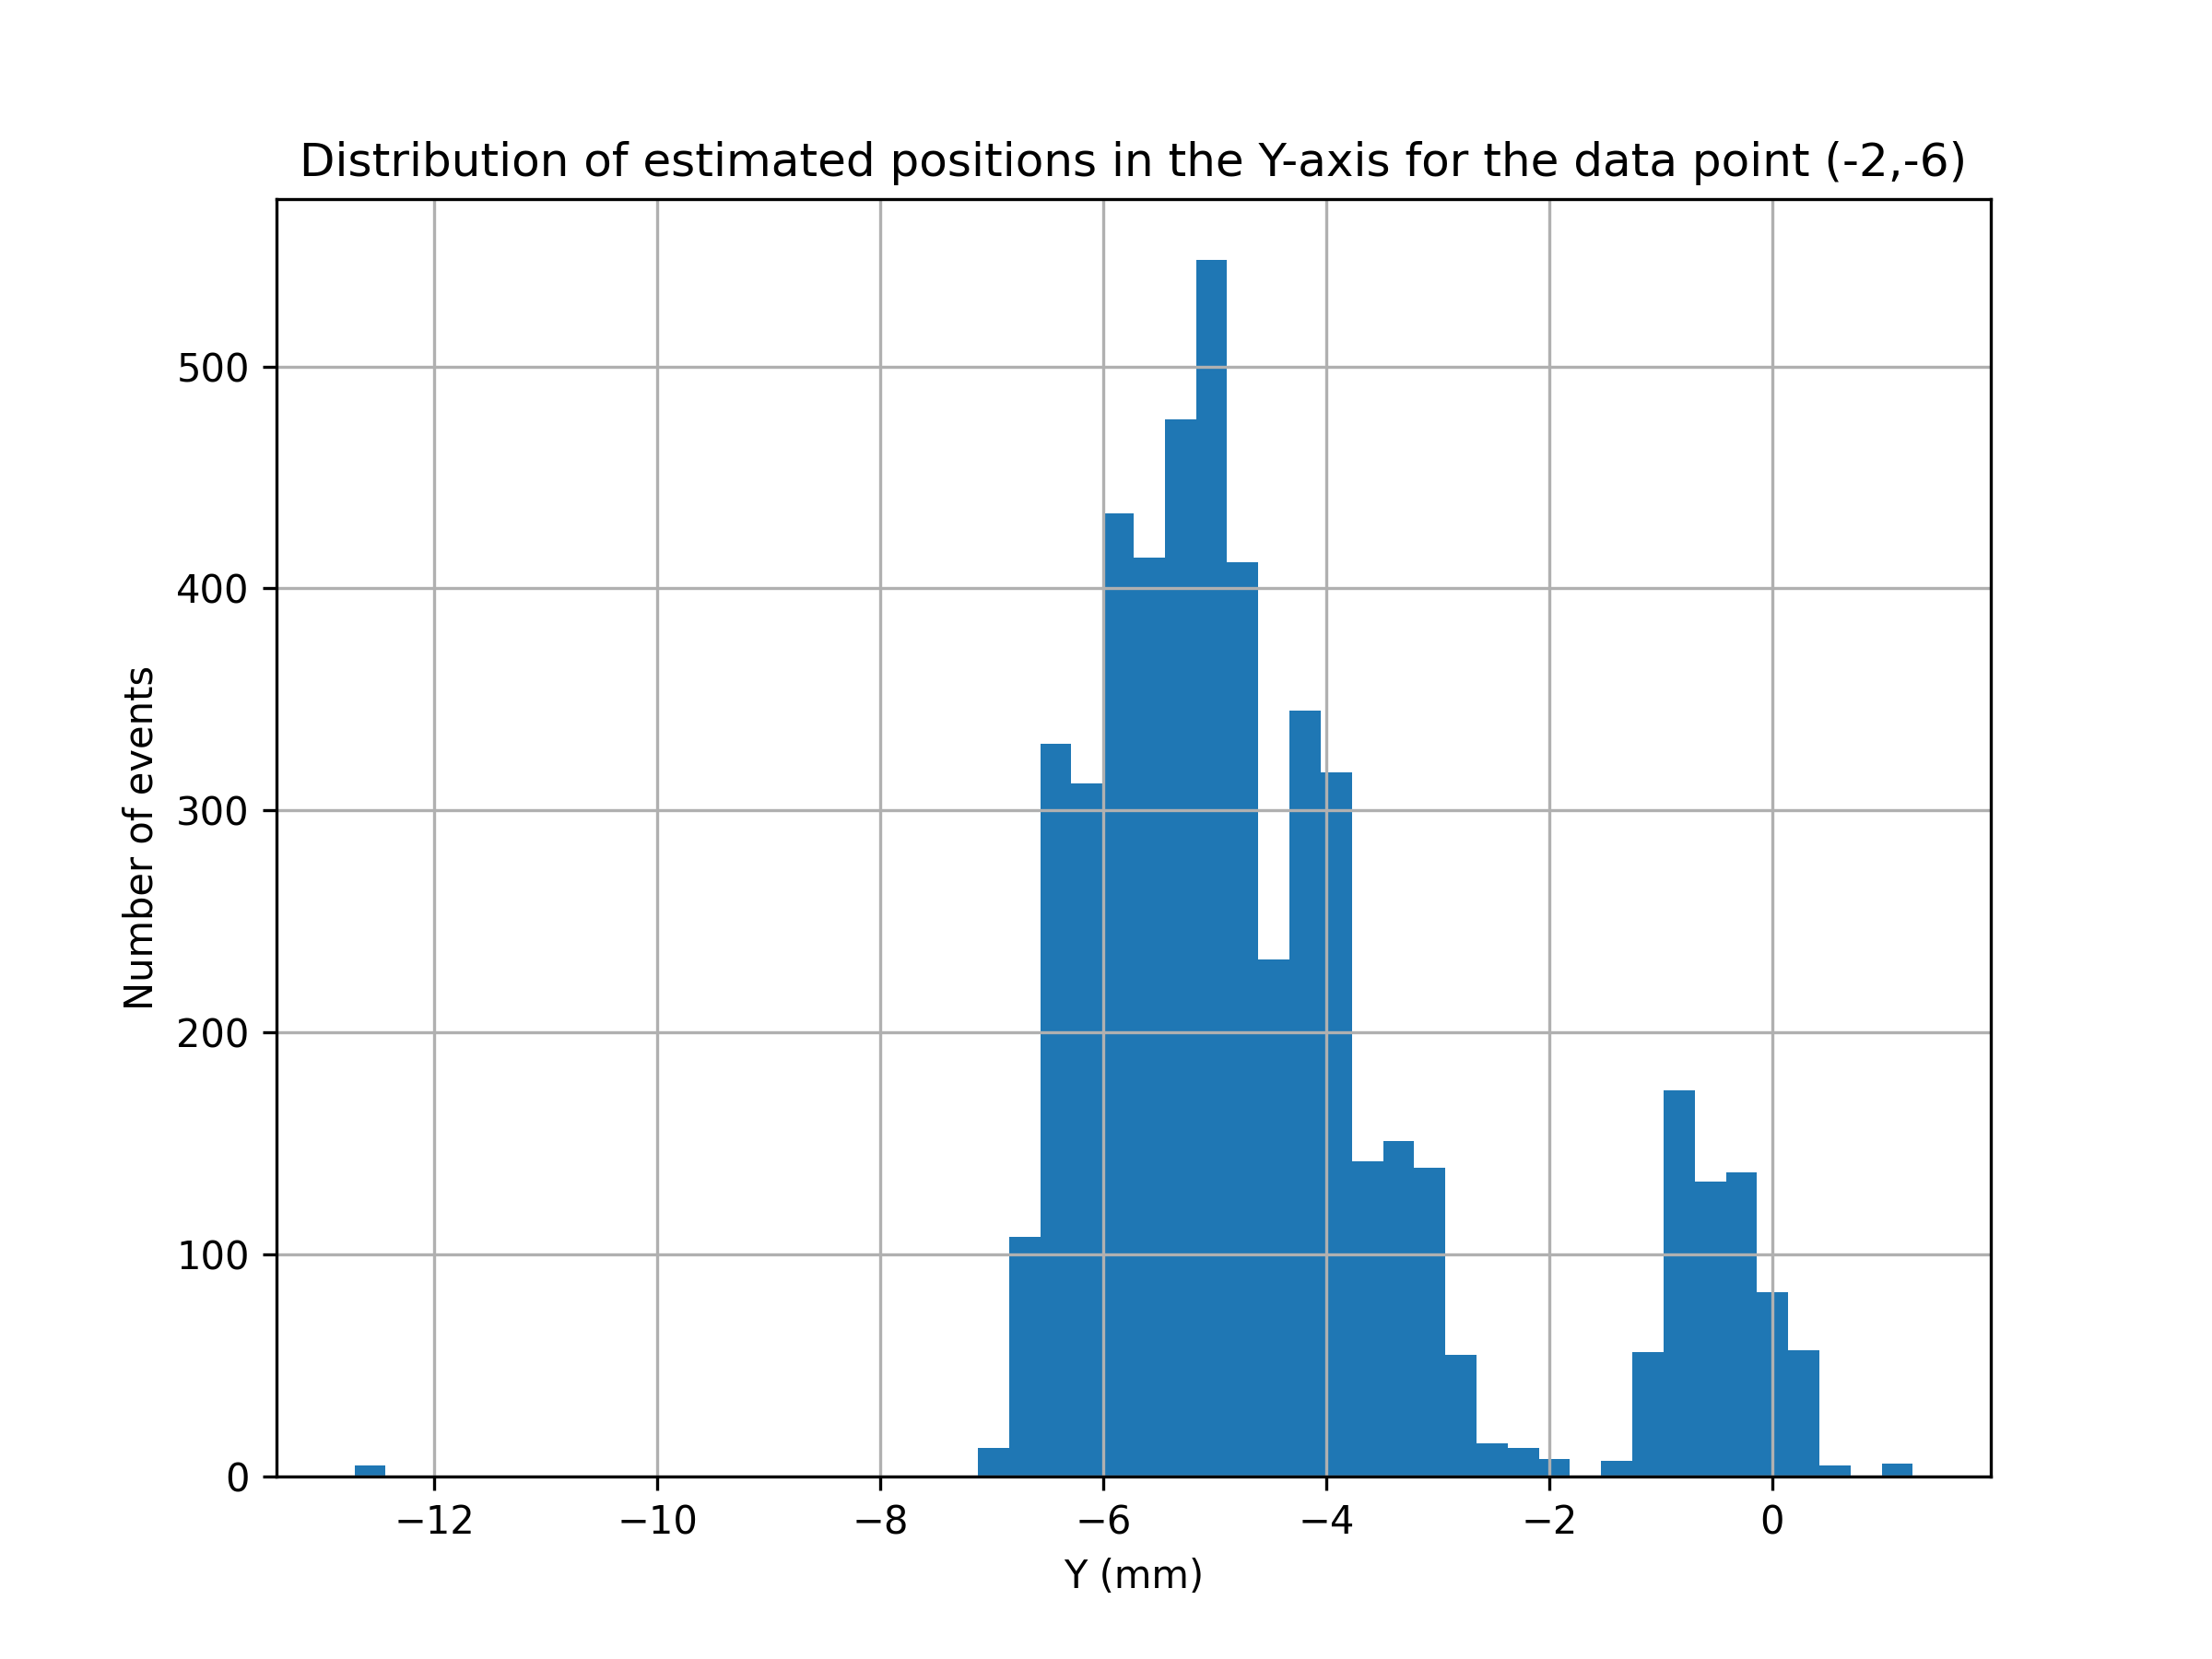 Distribution of estimated positions in the Y-axis for the data point (-2,-6)
500
400
300
200
100
0
Number of events
−12 −10 −8 −6 −4 −2 0
Y (mm)